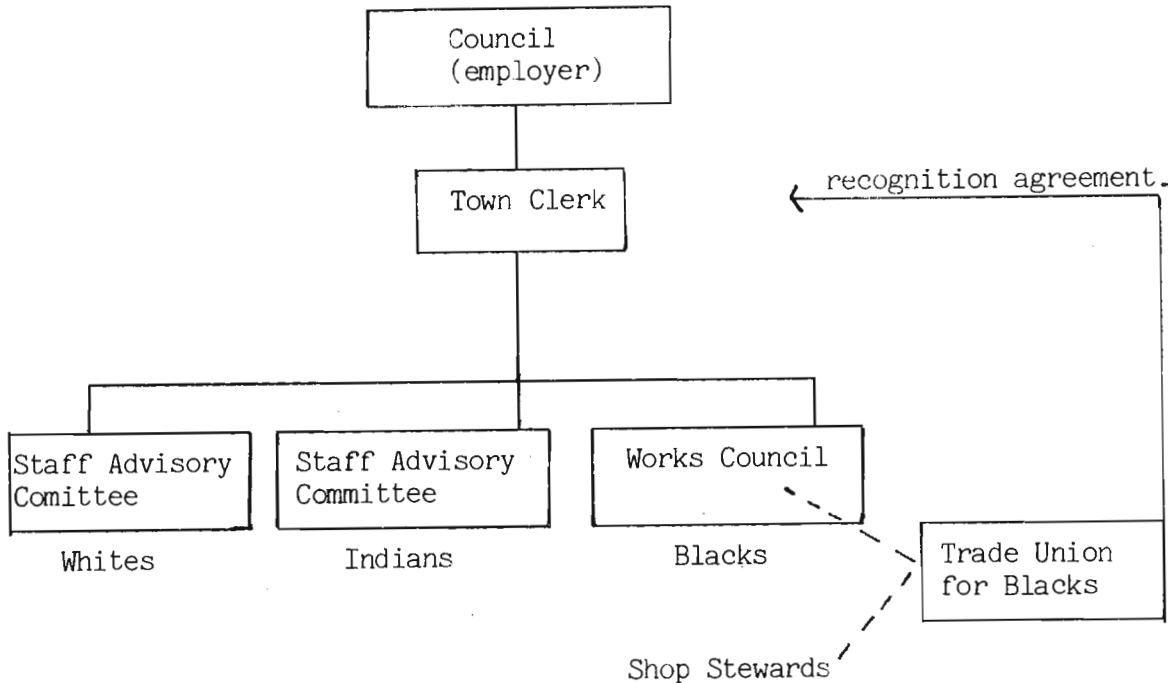 Council
(employer)
Town Clerk
recognition agreement.
Staff Advisory
Comittee
Staff Advisory
Committee
Works Council
Whites
Indians
Blacks
Trade Union
for Blacks
Shop Stewards